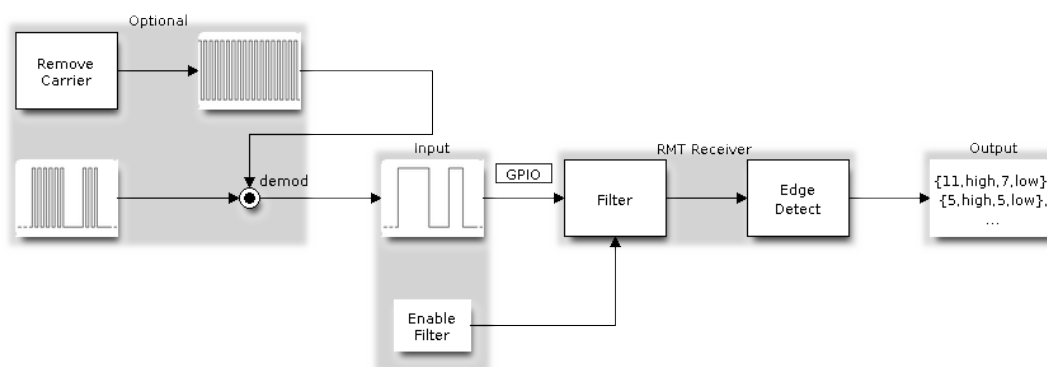 Optional
Remove
Carrier
demod
Input
GPIO
RMT Receiver
Filter
Edge
Detect
Output
{11,high,7,low}
{5,high,5,low},
...
Enable
Filter